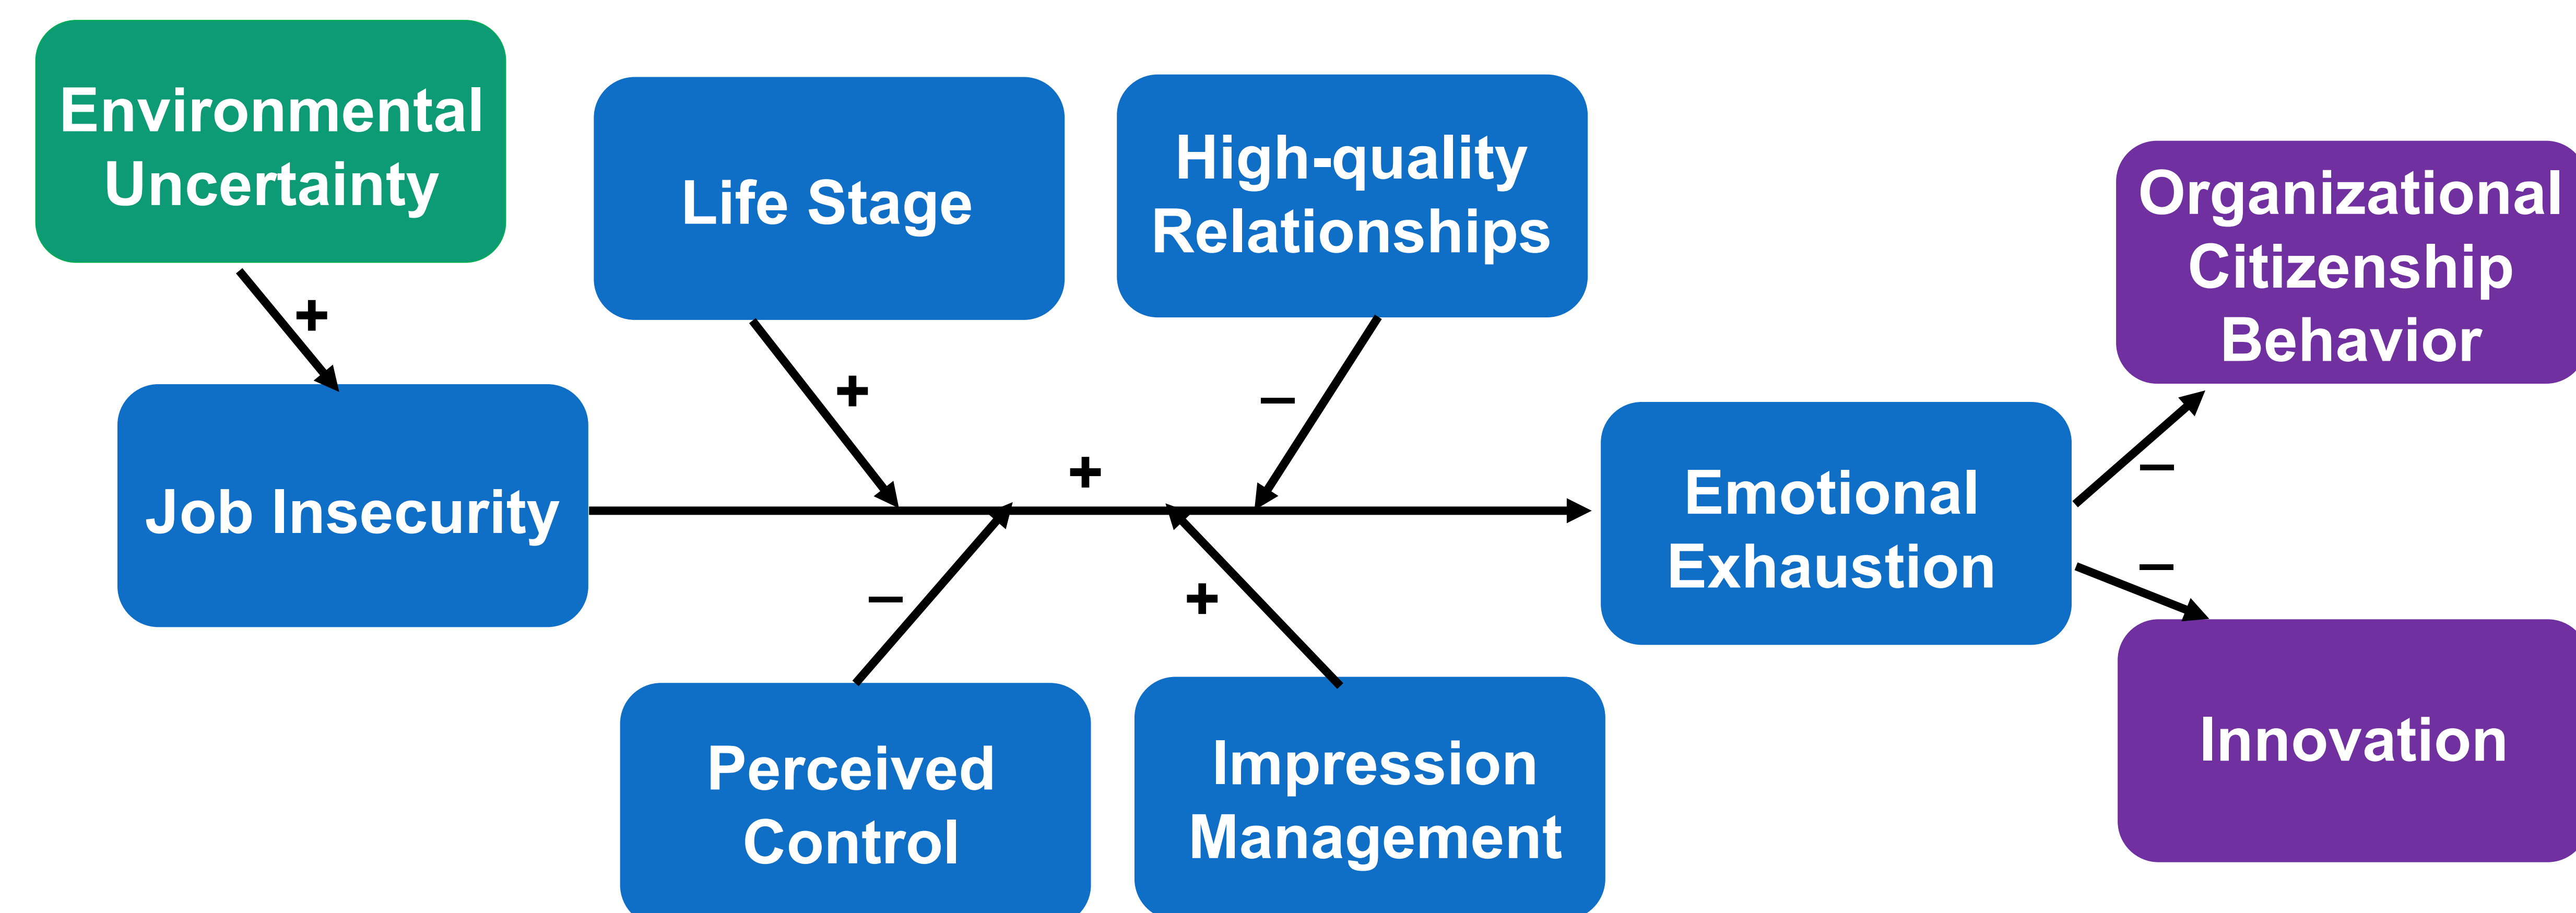 Environmental
Uncertainty
Life Stage
High-quality
Relationships
Organizational
Citizenship
Behavior
+
+
–
+
–
Job Insecurity
Emotional
Exhaustion
–
–
+
Perceived
Control
Impression
Management
Innovation